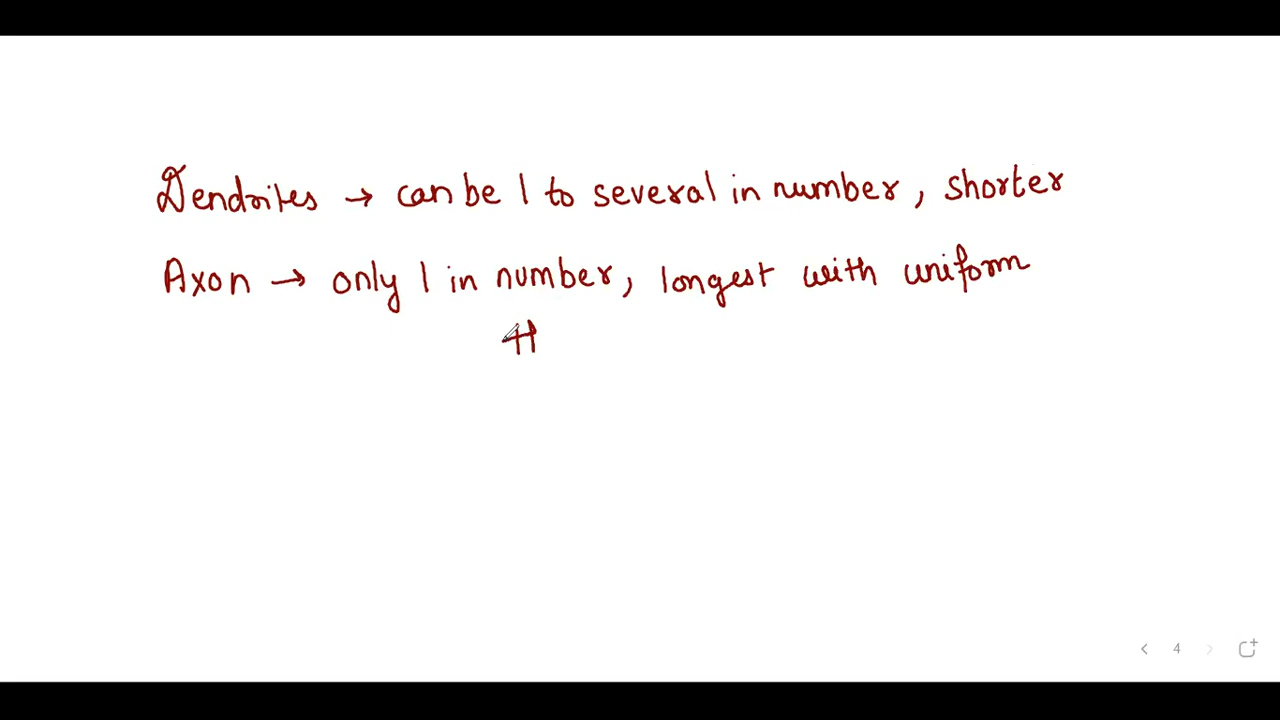 Dendrites → can be 1 to several in number, shorter
Axon → only 1 in number, longest with uniform
4